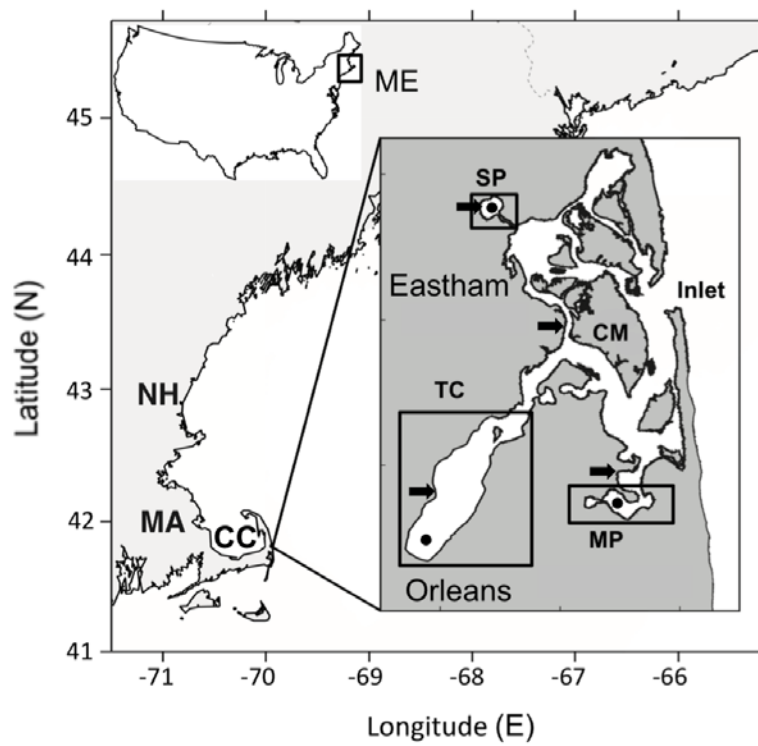 ME
45
SP
44
Eastham
Inlet
CM
Latitude (N)
43
NH
TC
42
MA
CC
MP
Orleans
41
-71
-70
-69
-68
-67
-66
Longitude (E)